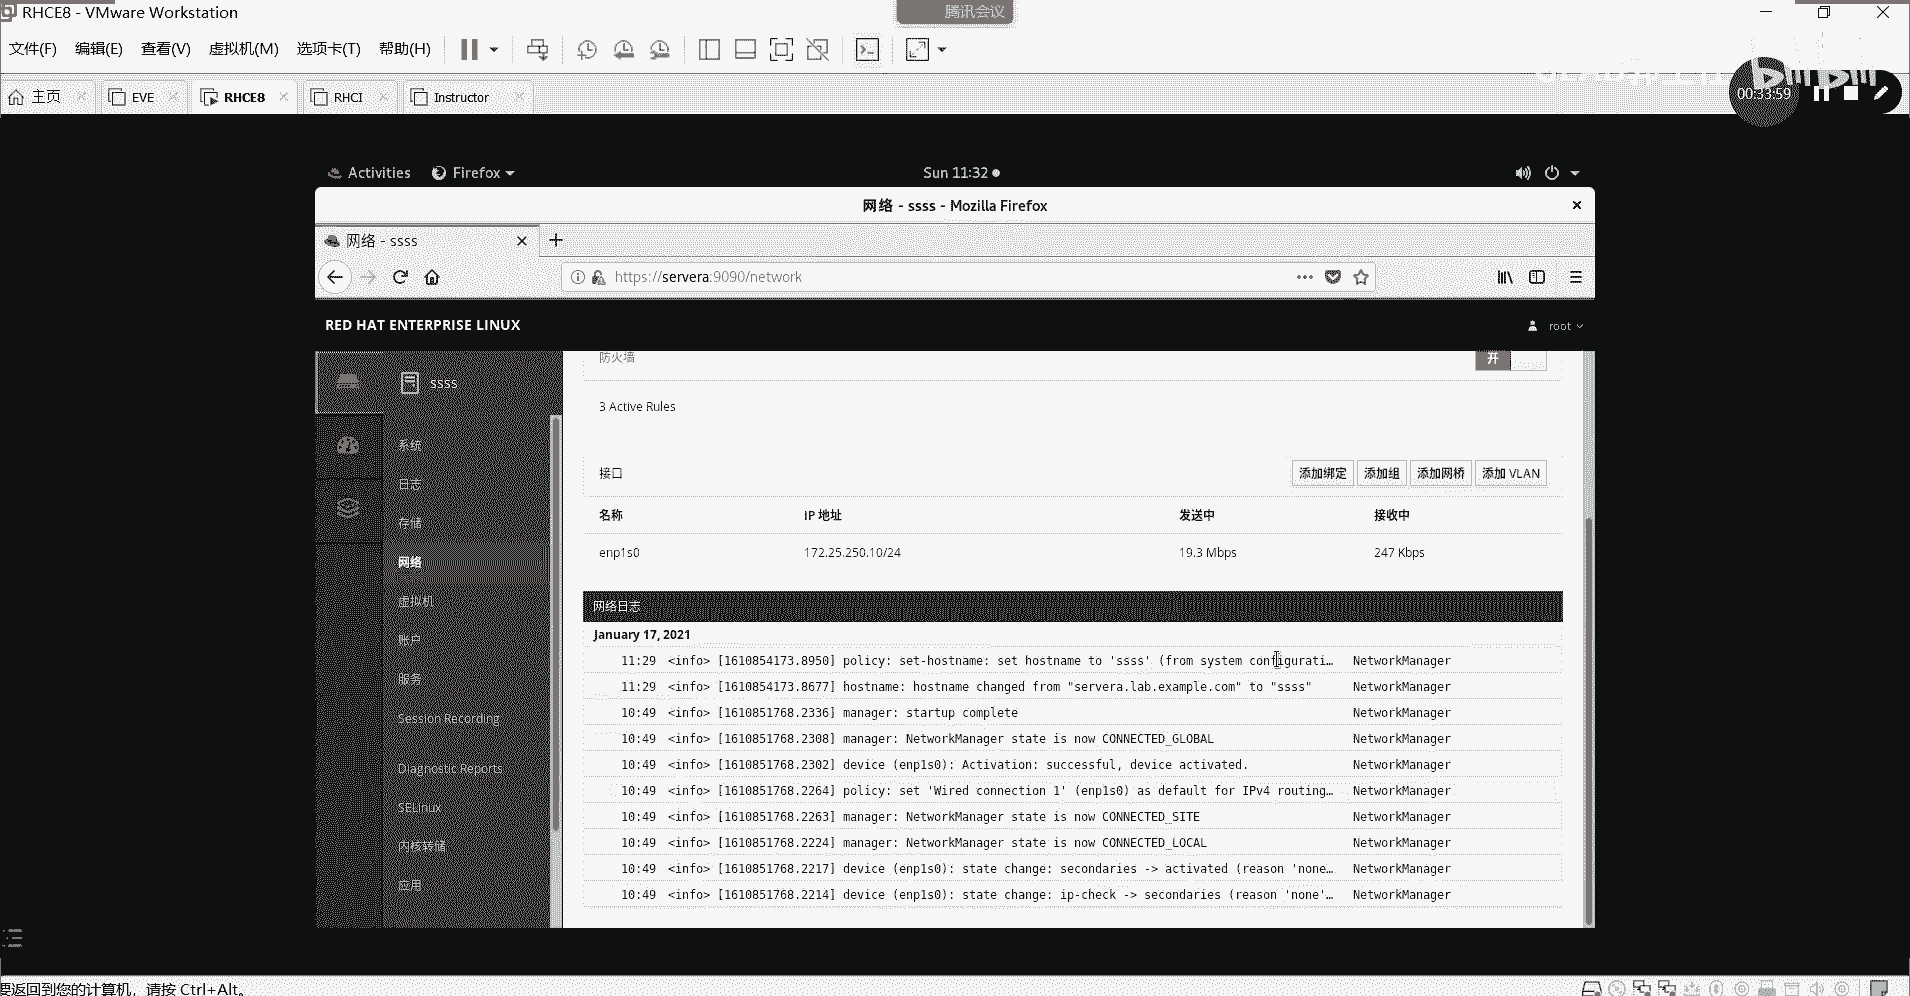 RHCE8 - VMware Workstation
腾讯会议
文件(F) 编辑(E) 查看(V) 虚拟机(M) 选项卡(T) 帮助(H)
主页 EVE RHCE8 RHCI Instructor
bilibili
00:33:59
Activities Firefox Sun 11:32
网络 - ssss - Mozilla Firefox
网络 - ssss
https://servera:9090/network
RED HAT ENTERPRISE LINUX root
ssss
系统
日志
存储
网络
虚拟机
账户
服务
Session Recording
Diagnostic Reports
SELinux
内核转储
应用
防火墙 开
3 Active Rules
接口 添加绑定 添加组 添加网桥 添加 VLAN
名称 IP 地址 发送中 接收中
enp1s0 172.25.250.10/24 19.3 Mbps 247 Kbps
网络日志
January 17, 2021
11:29 <info> [1610854173.8950] policy: set-hostname: set hostname to 'ssss' (from system configurati… NetworkManager
11:29 <info> [1610854173.8677] hostname: hostname changed from "servera.lab.example.com" to "ssss" NetworkManager
10:49 <info> [1610851768.2336] manager: startup complete NetworkManager
10:49 <info> [1610851768.2308] manager: NetworkManager state is now CONNECTED_GLOBAL NetworkManager
10:49 <info> [1610851768.2302] device (enp1s0): Activation: successful, device activated. NetworkManager
10:49 <info> [1610851768.2264] policy: set 'Wired connection 1' (enp1s0) as default for IPv4 routing… NetworkManager
10:49 <info> [1610851768.2263] manager: NetworkManager state is now CONNECTED_SITE NetworkManager
10:49 <info> [1610851768.2224] manager: NetworkManager state is now CONNECTED_LOCAL NetworkManager
10:49 <info> [1610851768.2217] device (enp1s0): state change: secondaries -> activated (reason 'none… NetworkManager
10:49 <info> [1610851768.2214] device (enp1s0): state change: ip-check -> secondaries (reason 'none'… NetworkManager
要返回到您的计算机，请按 Ctrl+Alt。